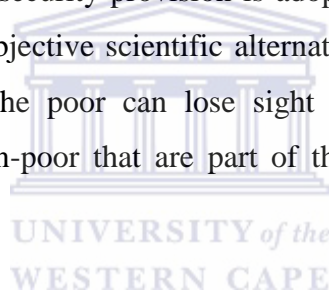 security provision is adop
bjective scientific alternat
he poor can lose sight
n-poor that are part of th
UNIVERSITY of the
WESTERN CAPE